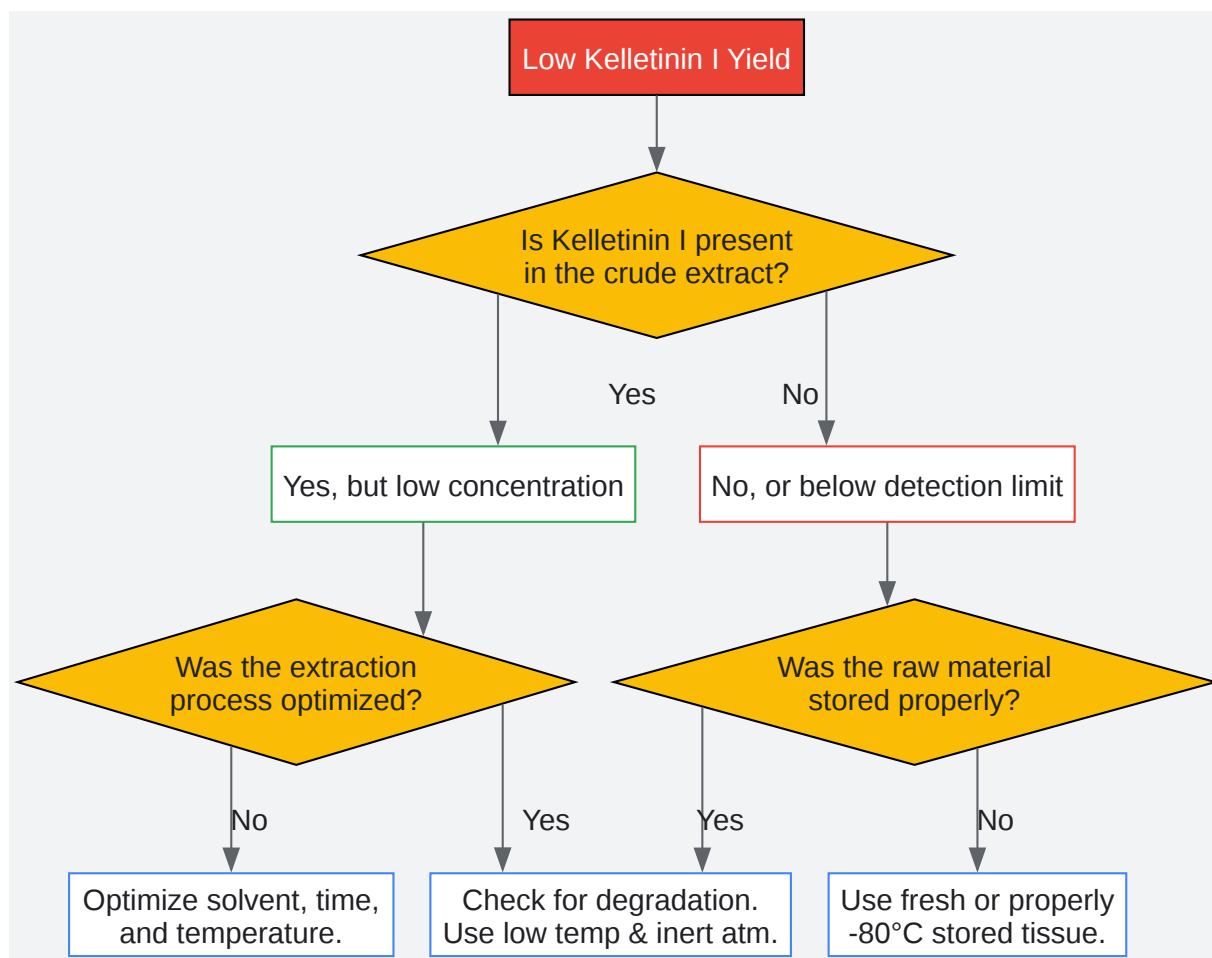 Low Kelletinin I Yield
Is Kelletinin I present
in the crude extract?
Yes
No
Yes, but low concentration
No, or below detection limit
Was the extraction
process optimized?
Was the raw material
stored properly?
No
Yes
Yes
No
Optimize solvent, time,
and temperature.
Check for degradation.
Use low temp & inert atm.
Use fresh or properly
-80°C stored tissue.